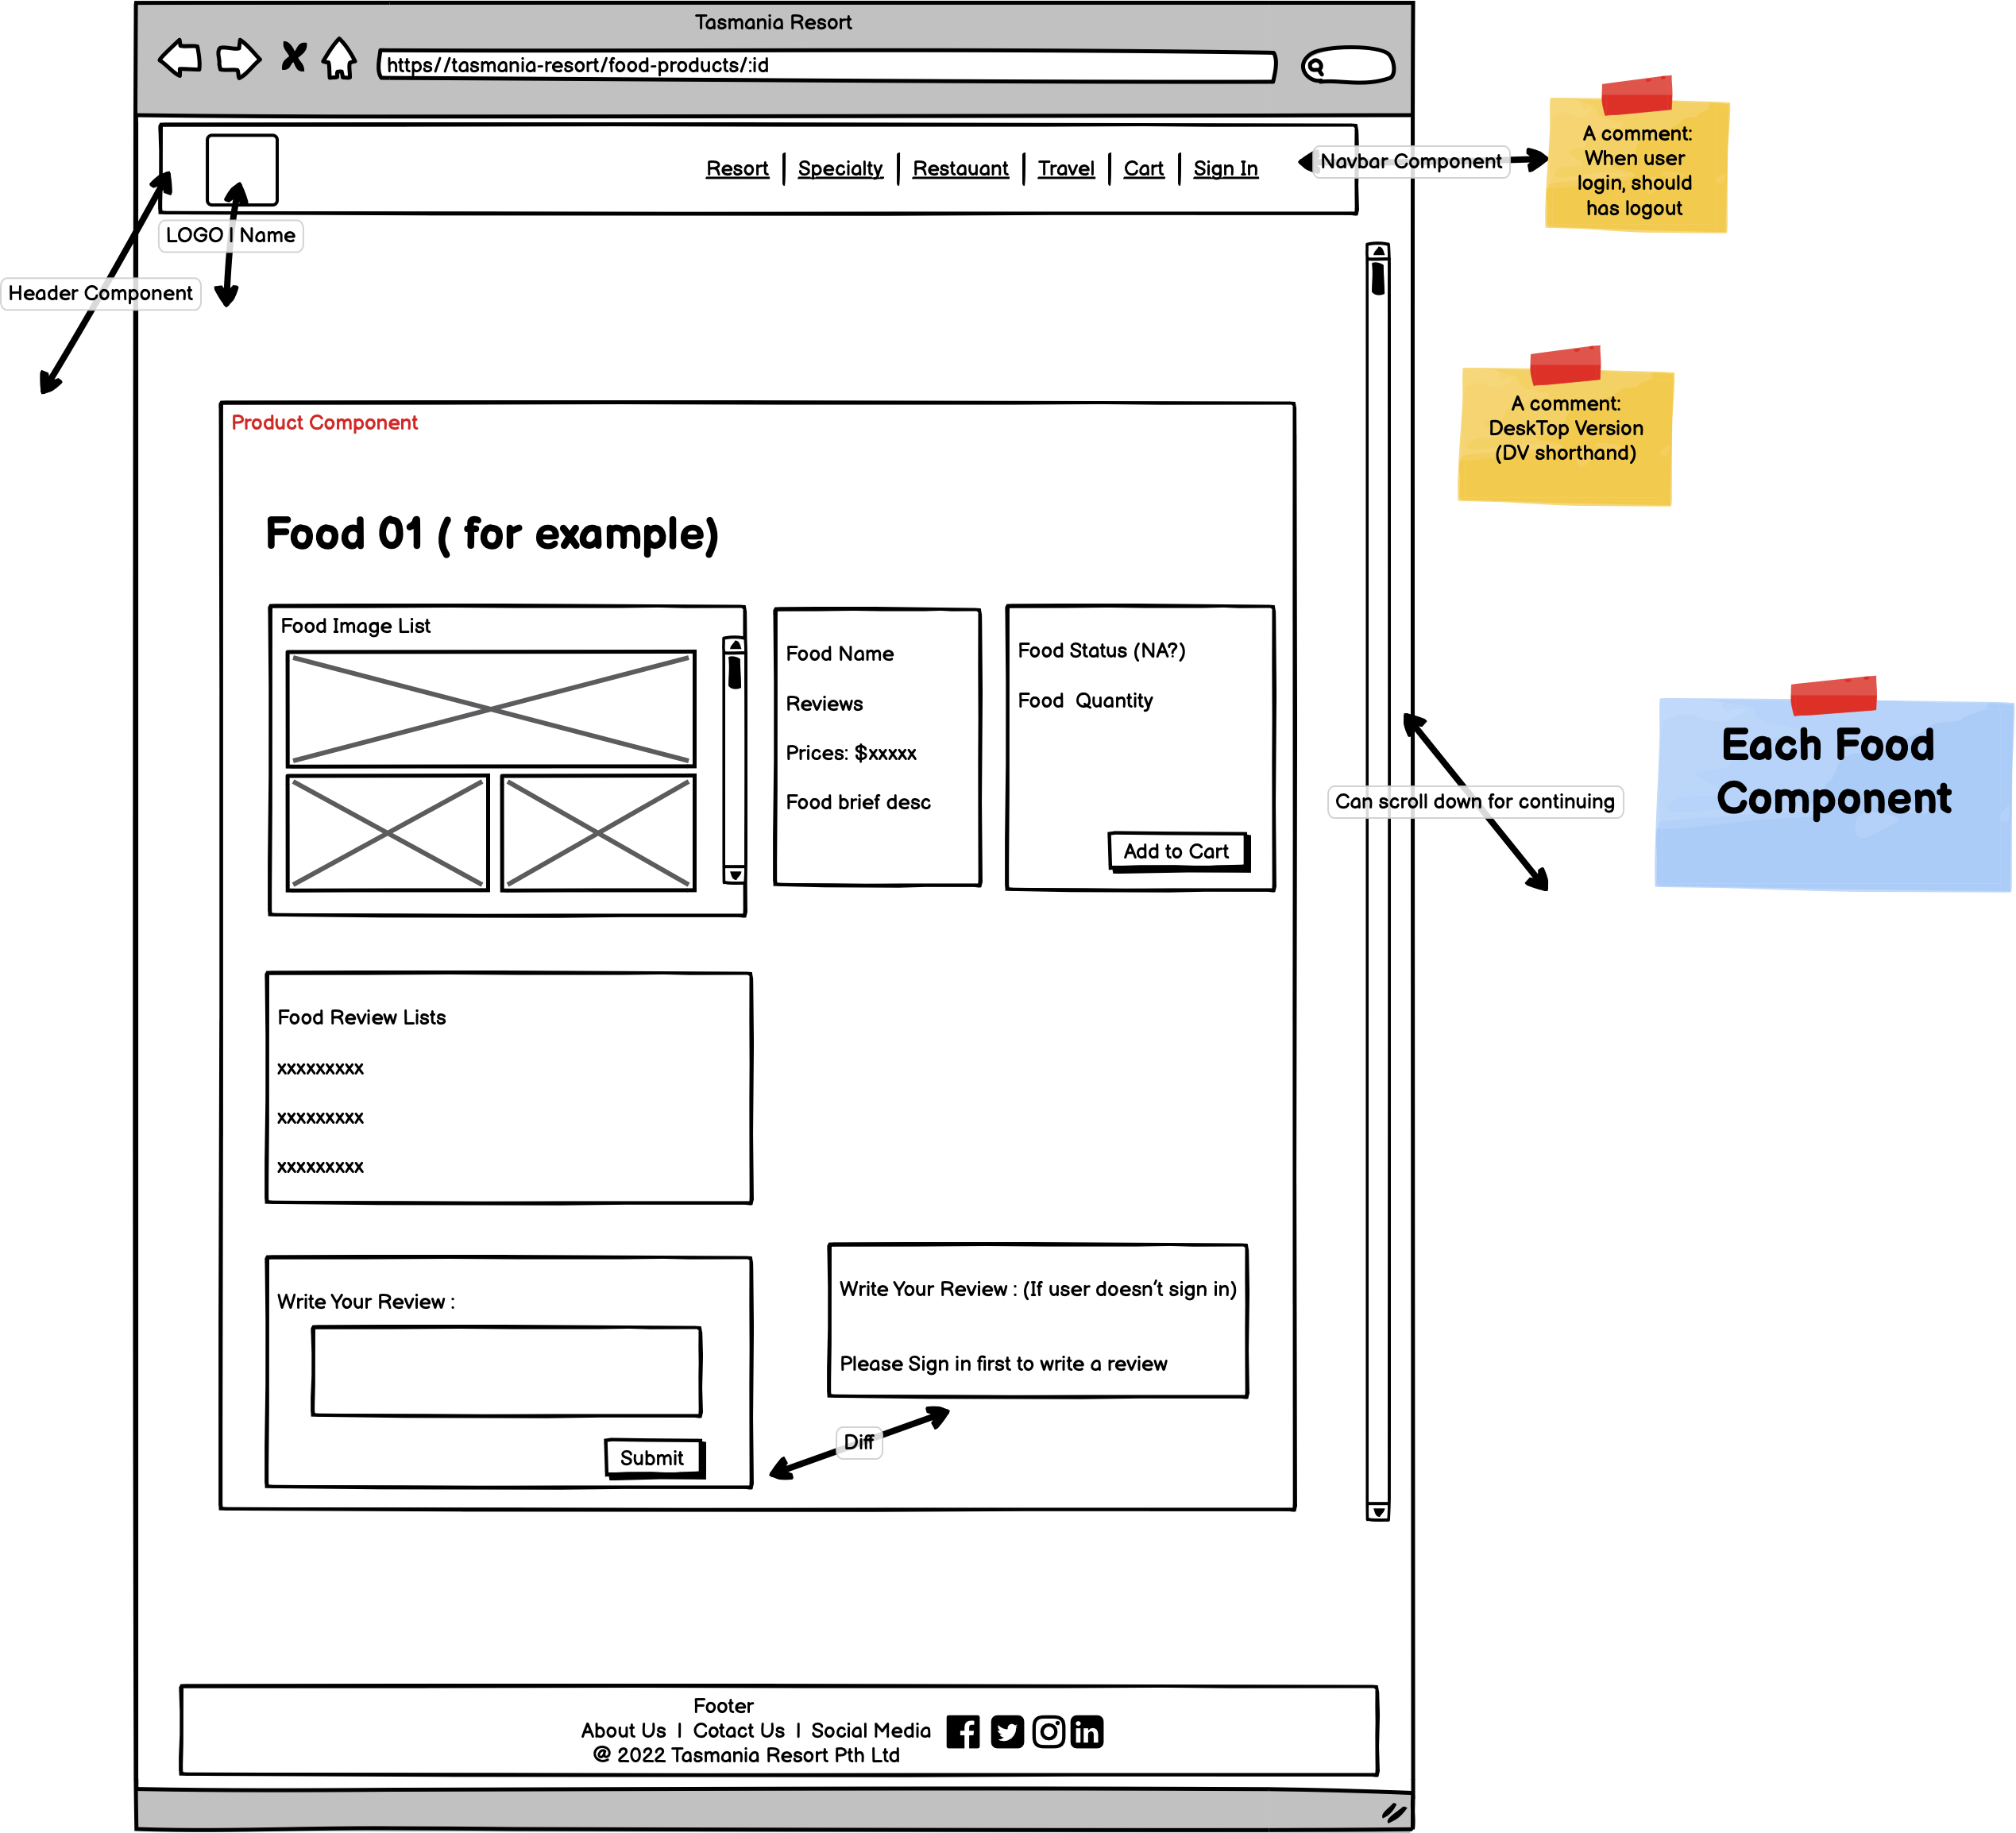 Tasmania Resort
https//tasmania-resort/food-products/:id
Resort
Specialty
Restauant
Travel
Cart
Sign In
Navbar Component
A comment:
When user
login, should
has logout
LOGO | Name
Header Component
A comment:
DeskTop Version
(DV shorthand)
Product Component
Food 01 ( for example)
Food Image List
Food Name
Reviews
Prices: $xxxxx
Food brief desc
Food Status (NA?)
Food  Quantity
Add to Cart
Can scroll down for continuing
Each Food
Component
Food Review Lists
xxxxxxxxx
xxxxxxxxx
xxxxxxxxx
Write Your Review :
Submit
Write Your Review : (If user doesn't sign in)
Please Sign in first to write a review
Diff
Footer
About Us  |  Cotact Us  |  Social Media
@ 2022 Tasmania Resort Pth Ltd